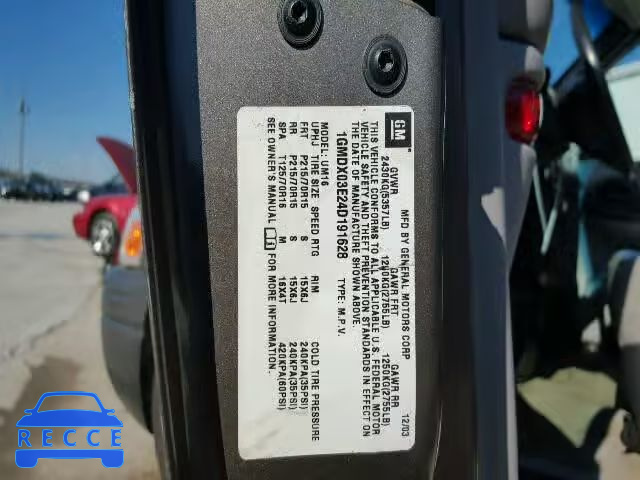 GM
MFD BY GENERAL MOTORS CORP 12/03
GVWR GAWR FRT GAWR RR
2430KG(5357LB) 1250KG(2755LB) 1250KG(2755LB)
THIS VEHICLE CONFORMS TO ALL APPLICABLE U.S. FEDERAL MOTOR
VEHICLE SAFETY AND THEFT PREVENTION STANDARDS IN EFFECT ON
THE DATE OF MANUFACTURE SHOWN ABOVE.
1GMDX03E24D191628 TYPE: M.P.V.
MODEL: UM16
UPHJ TIRE SIZE SPEED RTG RIM COLD TIRE PRESSURE
FRT P215/70R15 S 15X6J 240KPA(35PSI)
RR P215/70R15 S 15X6J 240KPA(35PSI)
SPA T125/70R16 M 16X4T 420KPA(60PSI)
SEE OWNER'S MANUAL FOR MORE INFORMATION.
RECCE